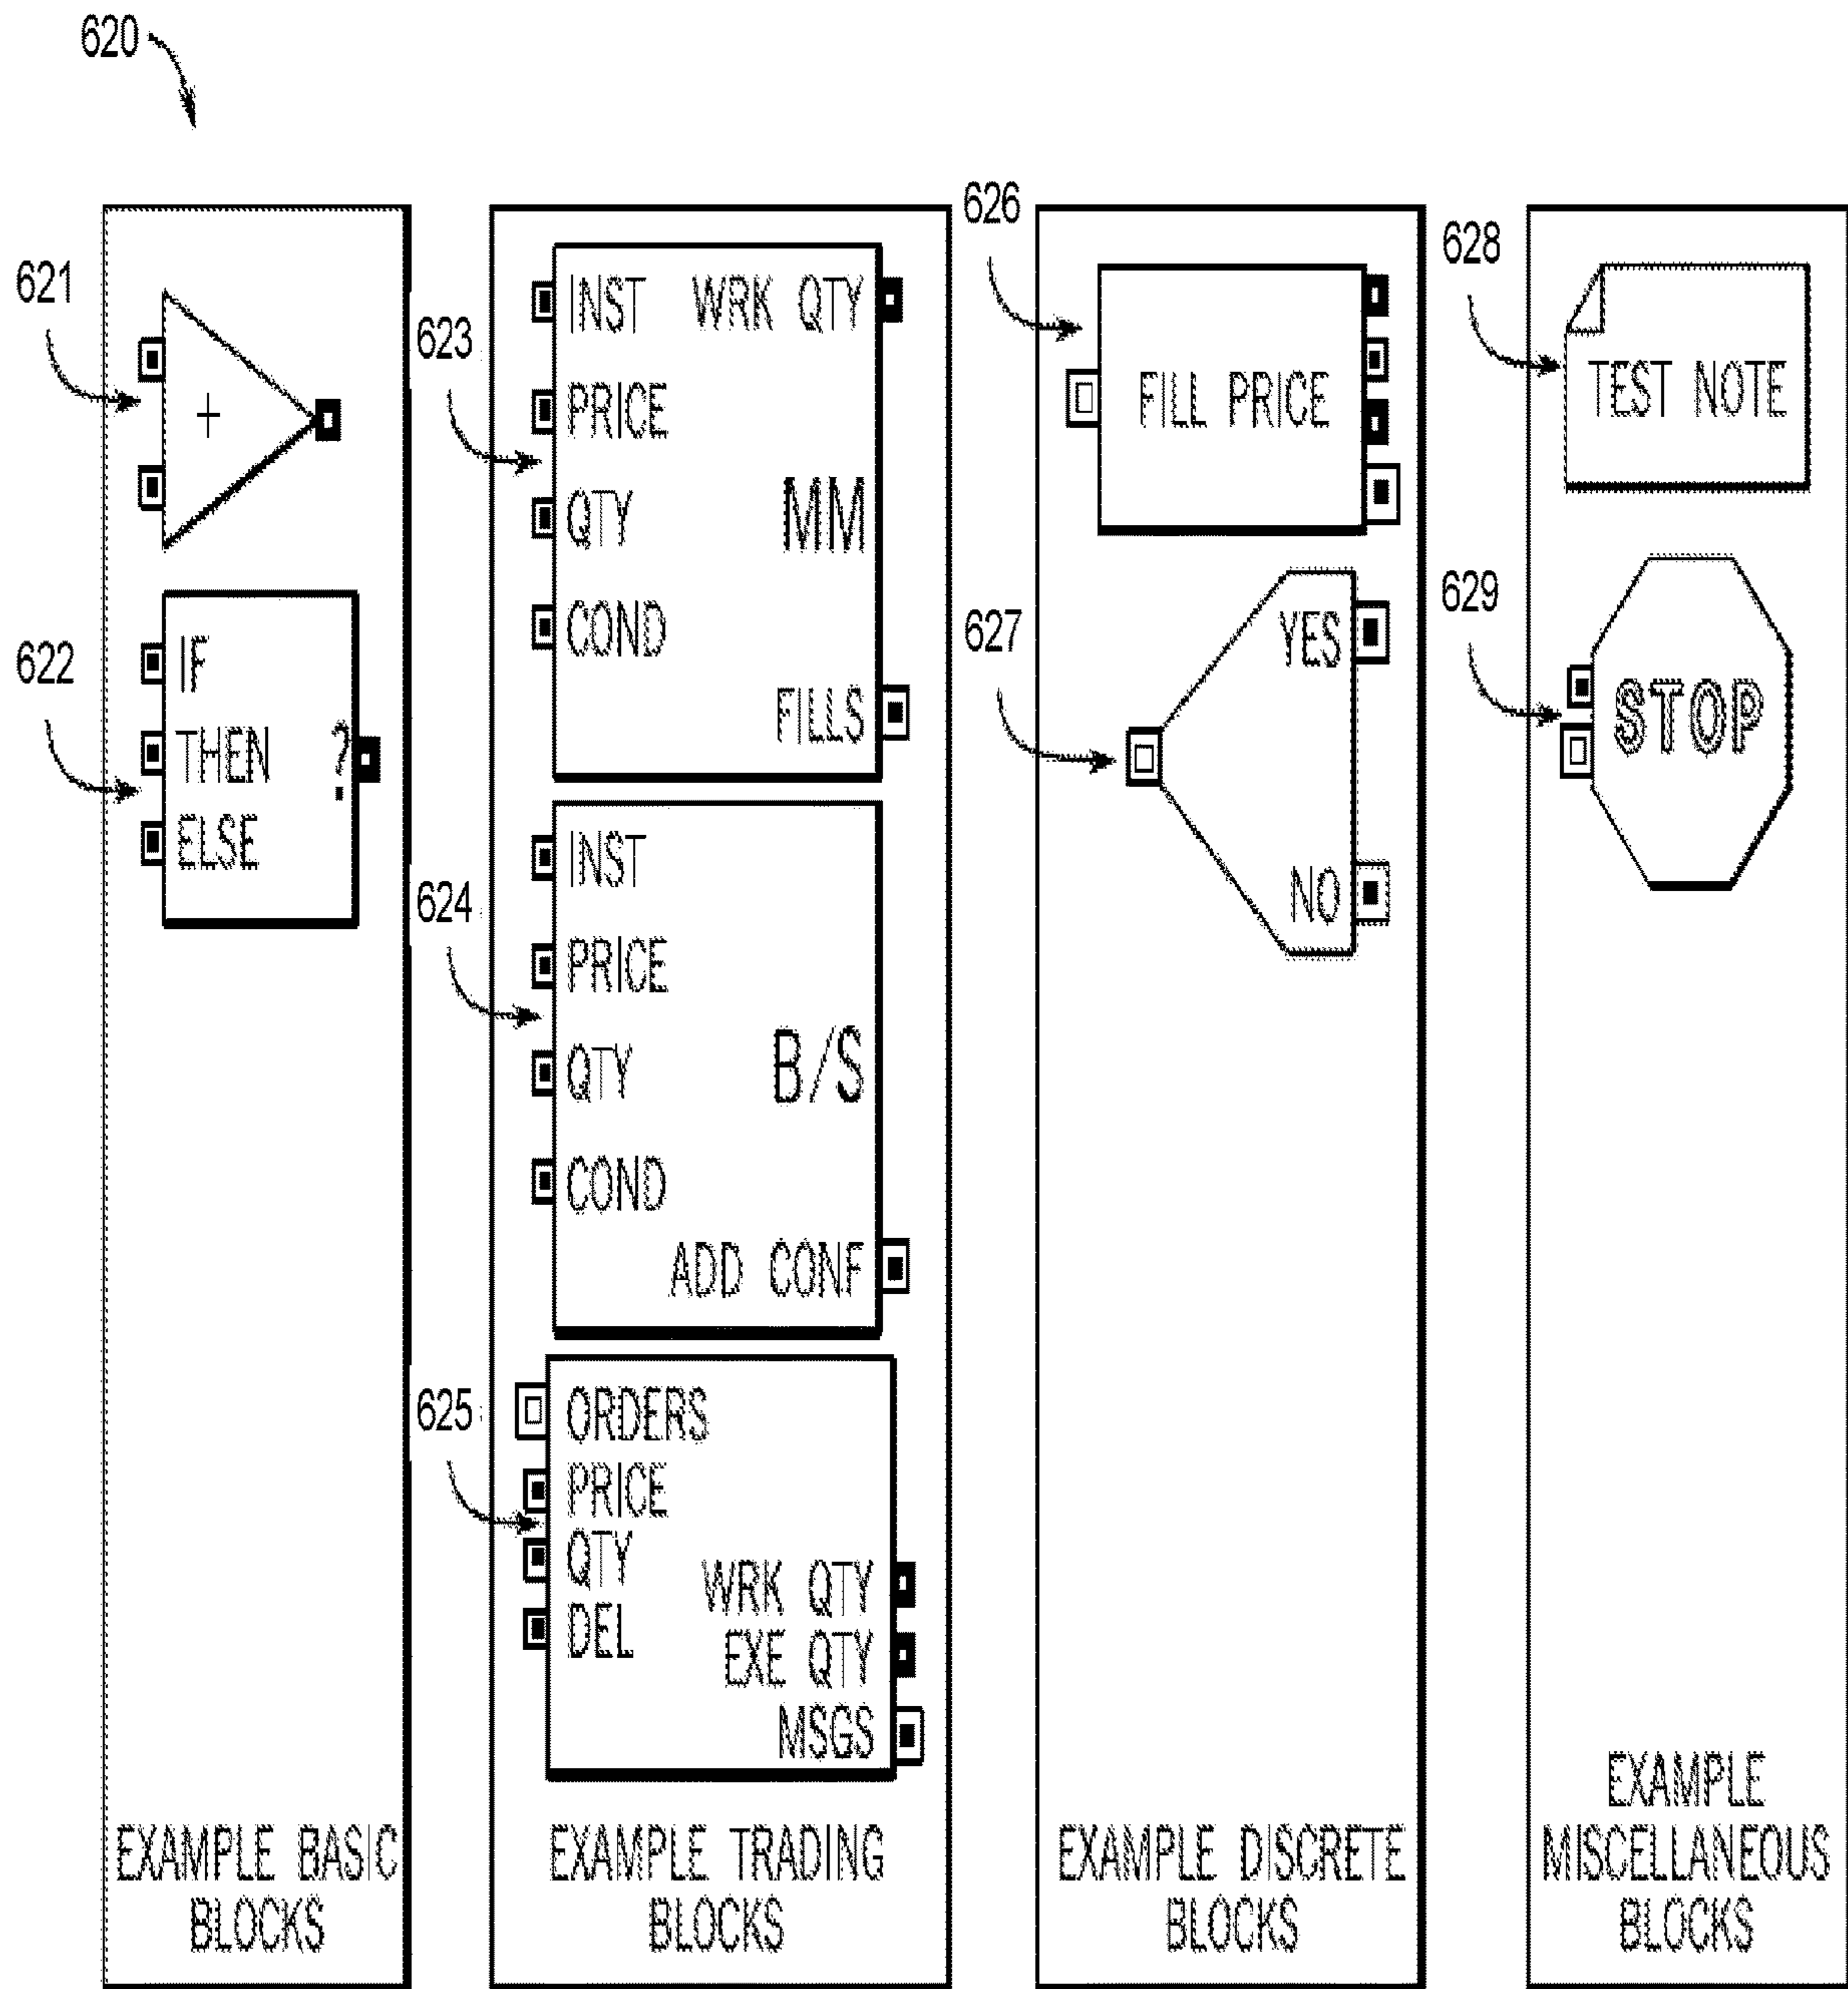 620
621
+
622
IF
THEN ?
ELSE
EXAMPLE BASIC
BLOCKS
623
INST WRK QTY
PRICE
QTY MM
COND
FILLS
624
INST
PRICE
QTY B/S
COND
ADD CONF
625
ORDERS
PRICE
QTY
WRK QTY
DEL
EXE QTY
MSGS
EXAMPLE TRADING
BLOCKS
626
FILL PRICE
627
YES
NO
EXAMPLE DISCRETE
BLOCKS
628
TEST NOTE
629
STOP
EXAMPLE
MISCELLANEOUS
BLOCKS